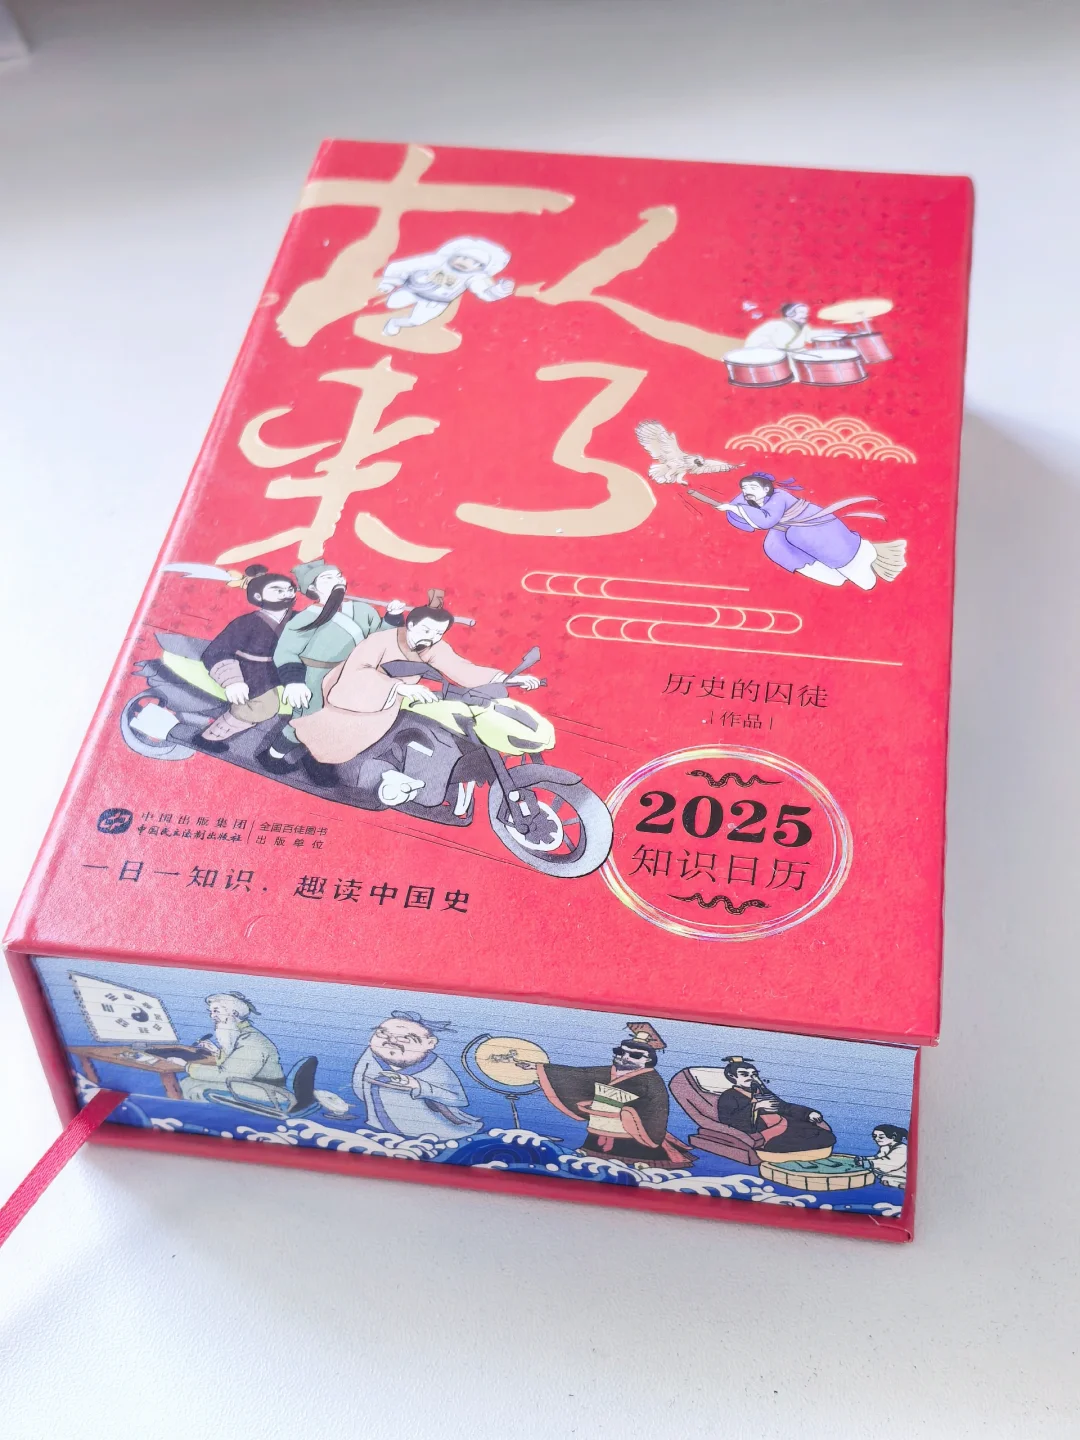 古人
来了
历史的囚徒
|作品|
2025
知识日历
中国出版集团
中国民主法制出版社
全国百佳图书
出版单位
一日一知识．趣读中国史